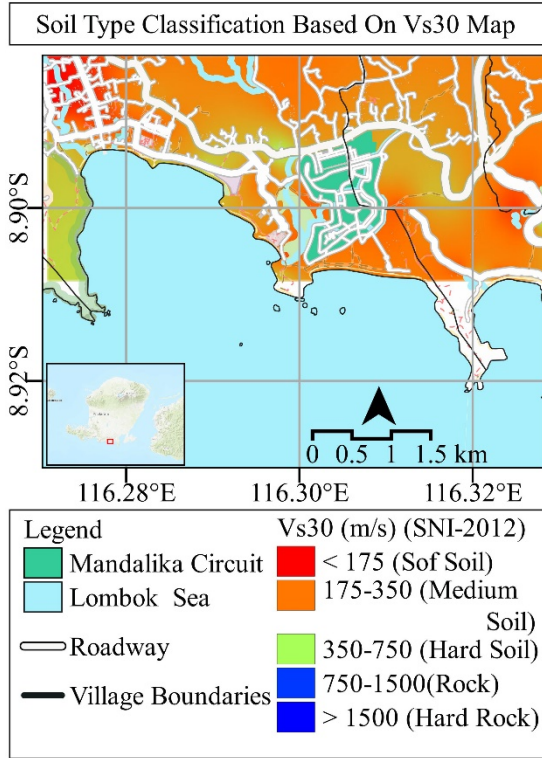 Soil Type Classification Based On Vs30 Map
8.90°S
8.92°S
0 0.5 1 1.5 km
116.28°E 116.30°E 116.32°E
Legend
Mandalika Circuit
Lombok Sea
Roadway
Village Boundaries
Vs30 (m/s) (SNI-2012)
< 175 (Sof Soil)
175-350 (Medium
Soil)
350-750 (Hard Soil)
750-1500(Rock)
> 1500 (Hard Rock)